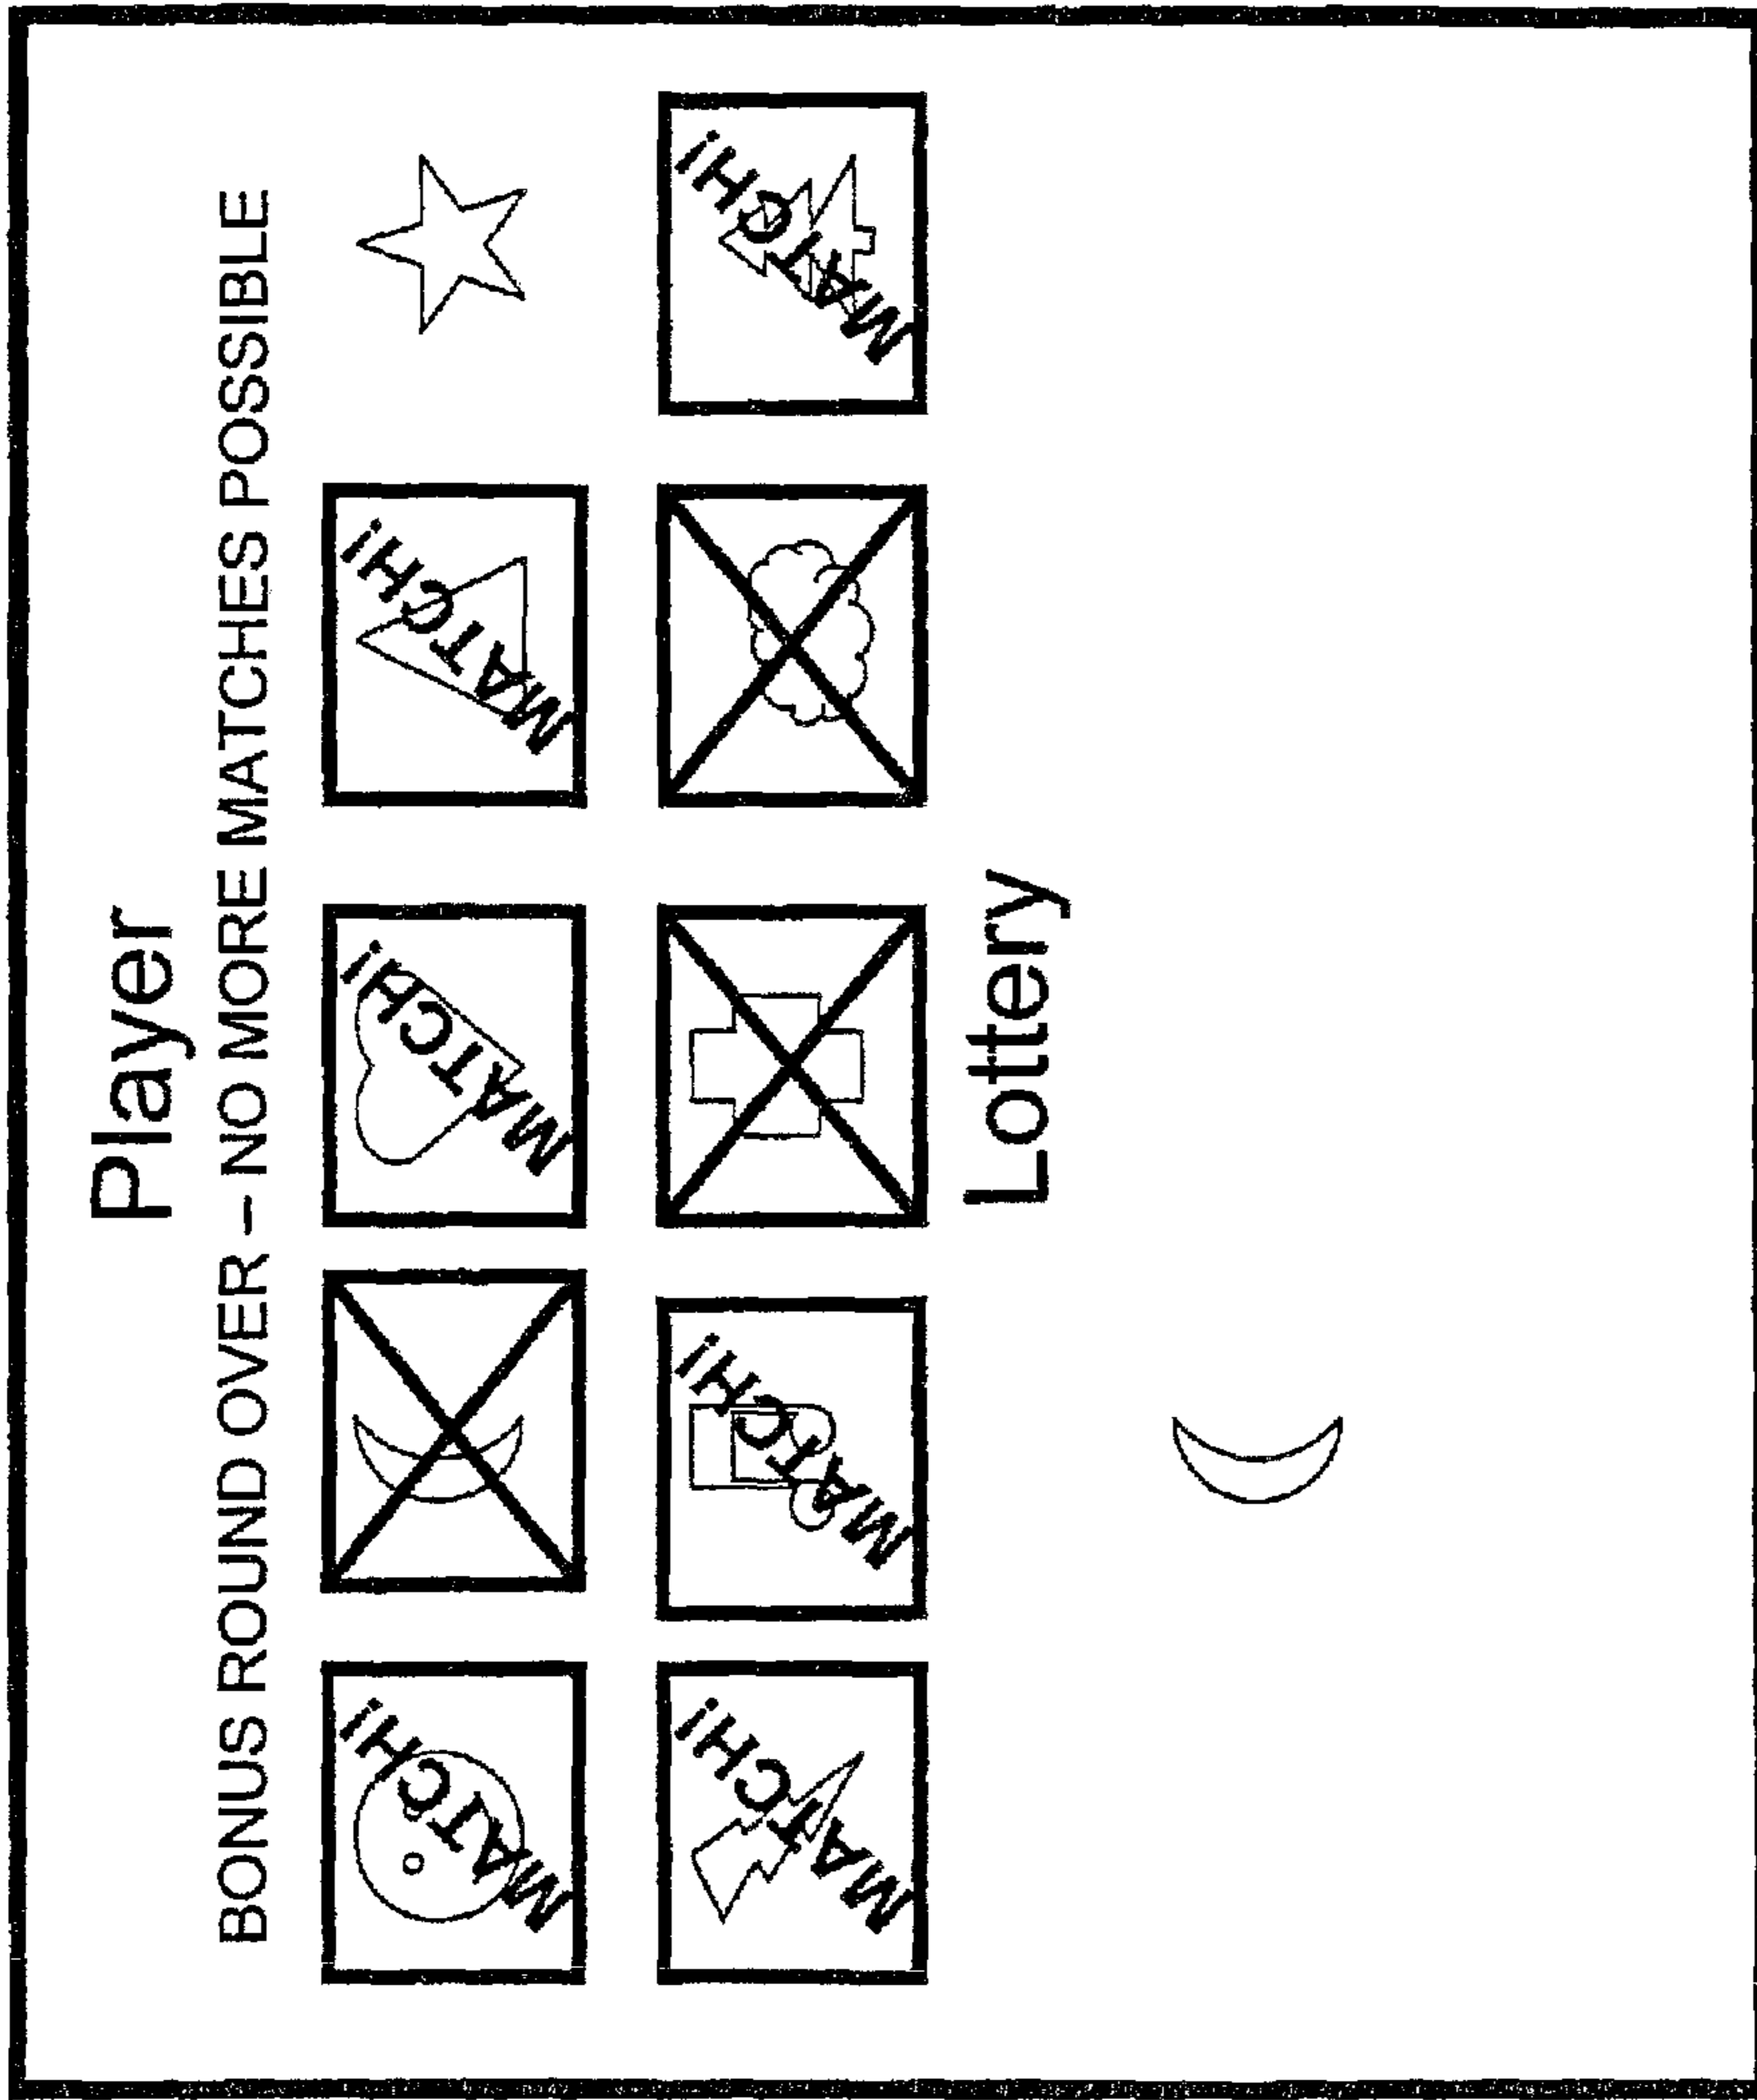 Player
BONUS ROUND OVER – NO MORE MATCHES POSSIBLE
MATCH!
MATCH!
MATCH!
MATCH!
MATCH!
MATCH!
Lottery